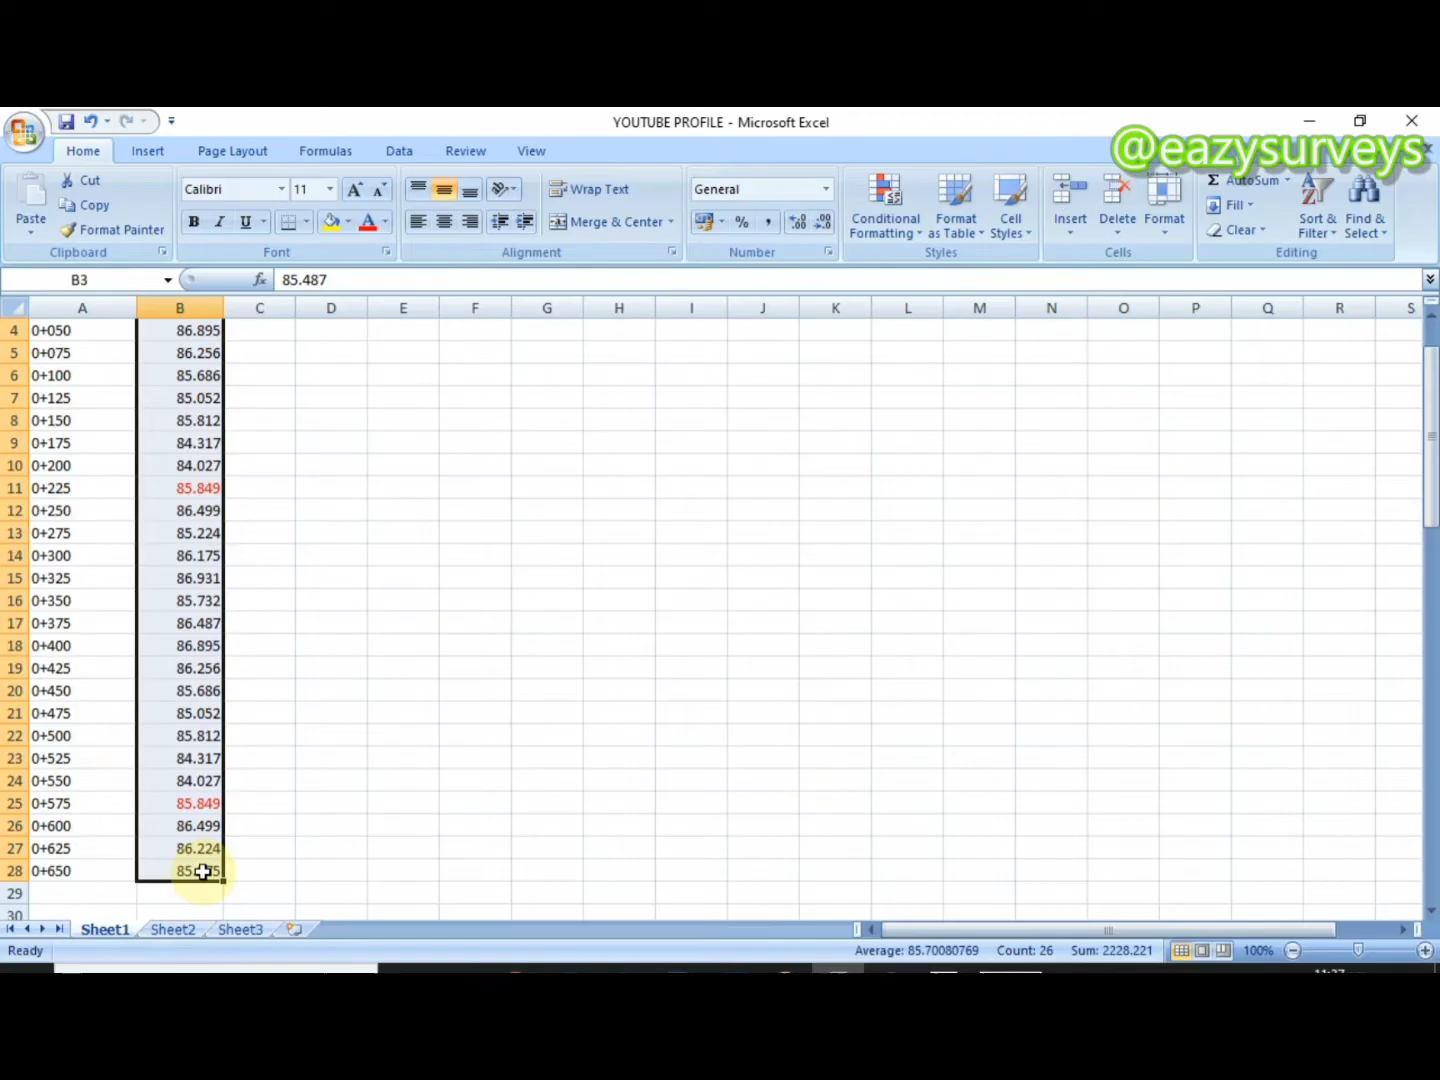 YOUTUBE PROFILE - Microsoft Excel
@eazysurveys
Home Insert Page Layout Formulas Data Review View
Paste Cut Copy Format Painter
Calibri 11
Wrap Text
Merge & Center
General
Conditional Formatting
Format as Table
Cell Styles
Insert Delete Format
AutoSum
Fill
Clear
Sort & Filter
Find & Select
Clipboard Font Alignment Number Styles Cells Editing
B3 fx 85.487
A B C D E F G H I J K L M N O P Q R S
4 0+050 86.895
5 0+075 86.256
6 0+100 85.686
7 0+125 85.052
8 0+150 85.812
9 0+175 84.317
10 0+200 84.027
11 0+225 85.849
12 0+250 86.499
13 0+275 85.224
14 0+300 86.175
15 0+325 86.931
16 0+350 85.732
17 0+375 86.487
18 0+400 86.895
19 0+425 86.256
20 0+450 85.686
21 0+475 85.052
22 0+500 85.812
23 0+525 84.317
24 0+550 84.027
25 0+575 85.849
26 0+600 86.499
27 0+625 86.224
28 0+650
29
30
Sheet1 Sheet2 Sheet3
Ready Average: 85.70080769 Count: 26 Sum: 2228.221 100%